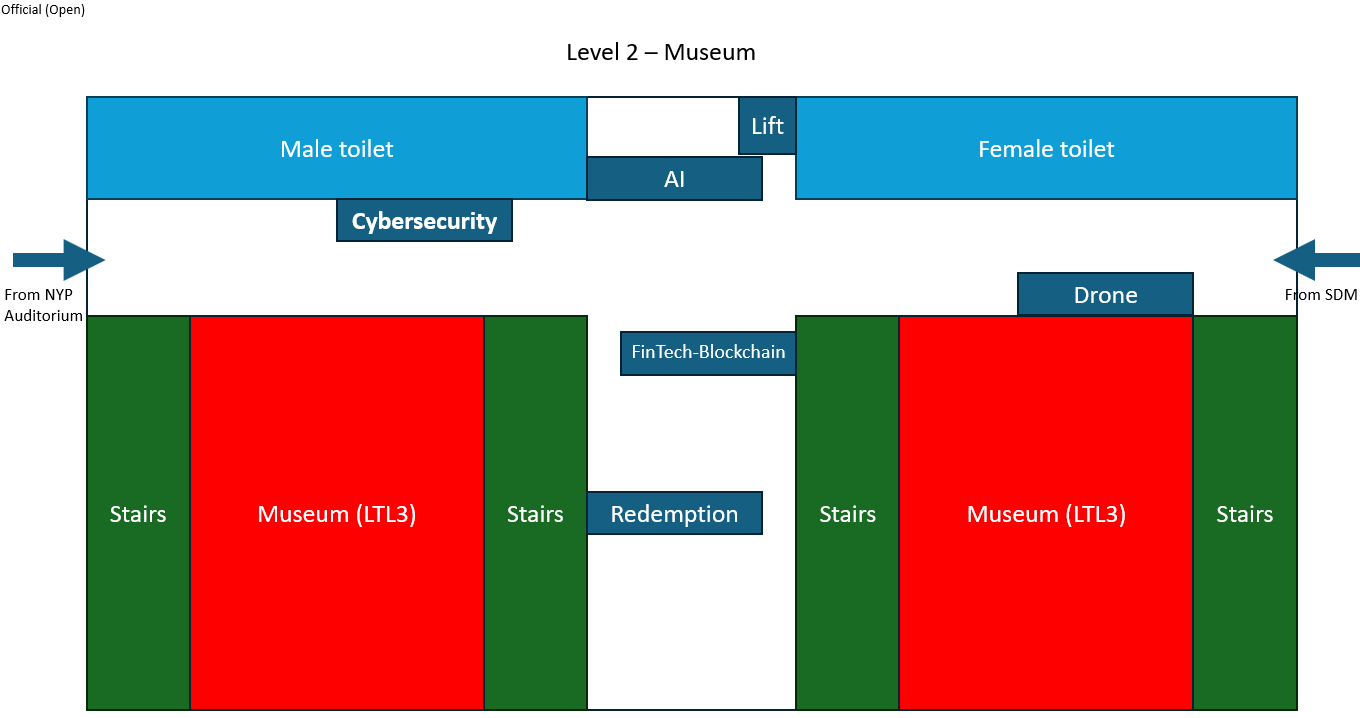 Official (Open)
Level 2 – Museum
Lift
Male toilet
Female toilet
AI
Cybersecurity
From NYP
Auditorium
From SDM
Drone
FinTech-Blockchain
Stairs
Museum (LTL3)
Stairs
Redemption
Stairs
Museum (LTL3)
Stairs